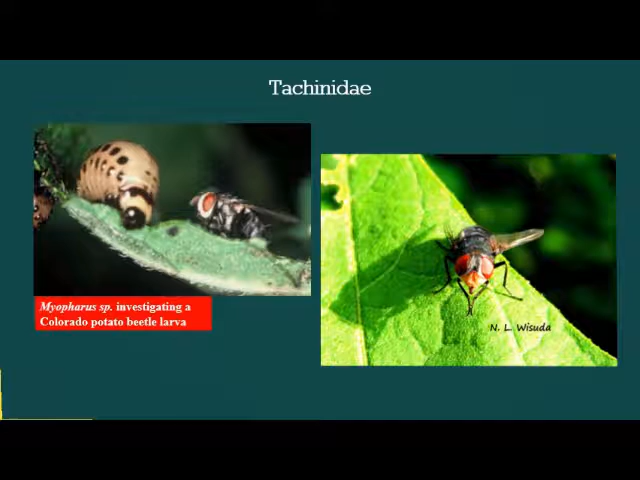 Tachinidae
Myopharus sp. investigating a
Colorado potato beetle larva
N. L. Wisuda